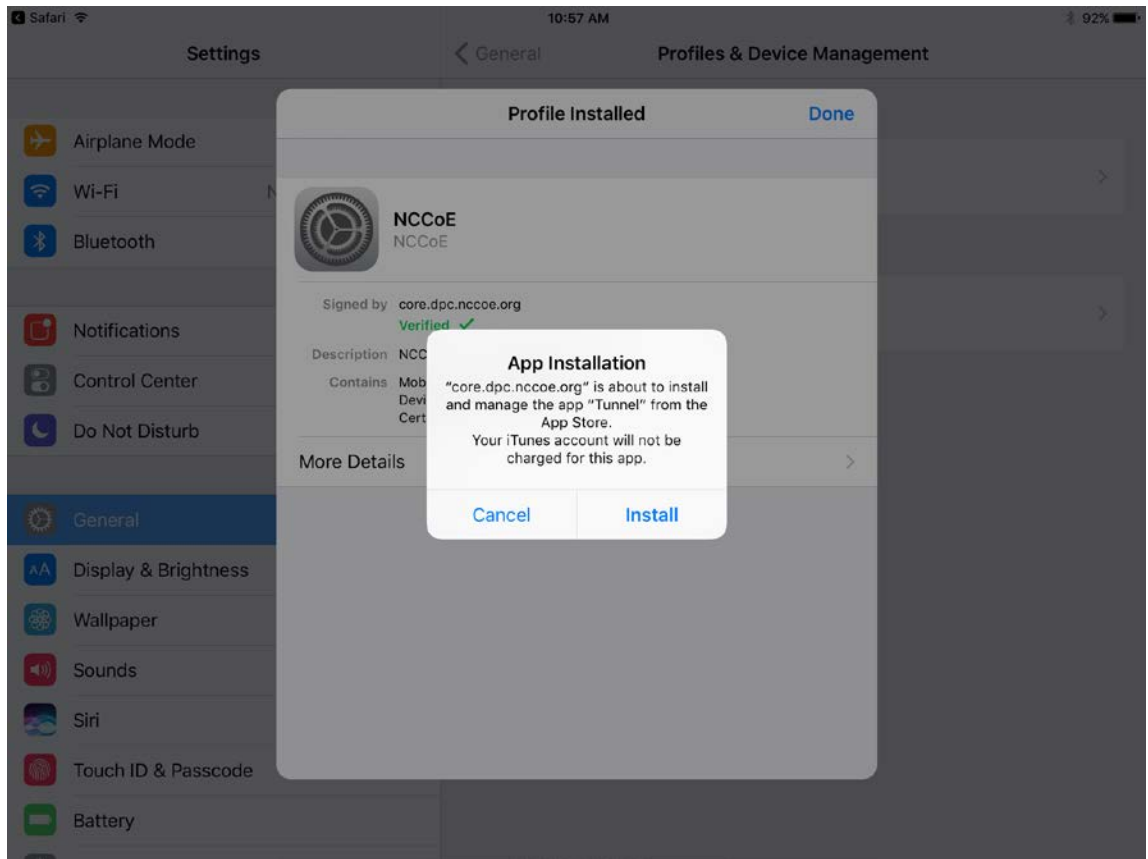 Safari
10:57 AM
92%
Settings
General
Profiles & Device Management
Airplane Mode
Wi-Fi
N
Bluetooth
Notifications
Control Center
Do Not Disturb
General
AA Display & Brightness
Wallpaper
Sounds
Siri
Touch ID & Passcode
Battery
Profile Installed
Done
NCCoE
NCCoE
Signed by core.dpc.nccoe.org
Verified
Description NCC
Contains Mob
Devi
Cert
More Details
App Installation
“core.dpc.nccoe.org” is about to install
and manage the app “Tunnel” from the
App Store.
Your iTunes account will not be
charged for this app.
Cancel
Install